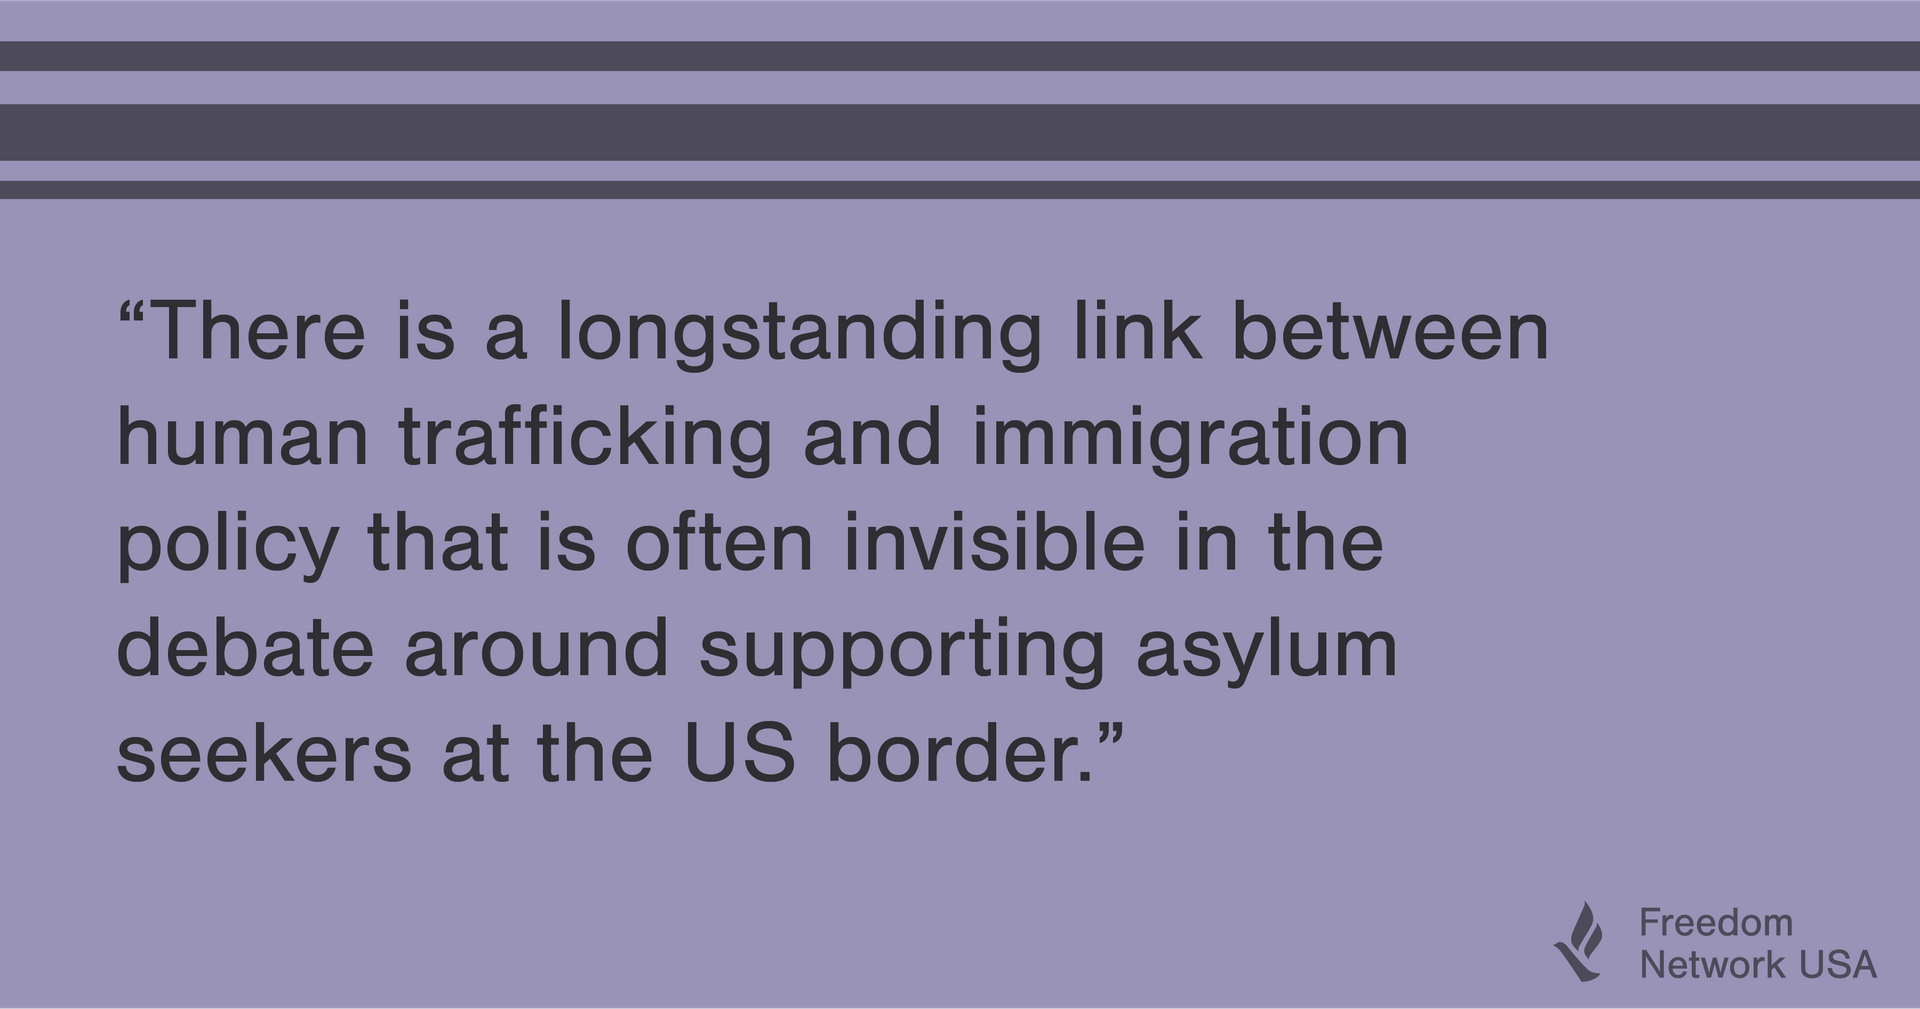 “There is a longstanding link between
human trafficking and immigration
policy that is often invisible in the
debate around supporting asylum
seekers at the US border.”
Freedom
Network USA